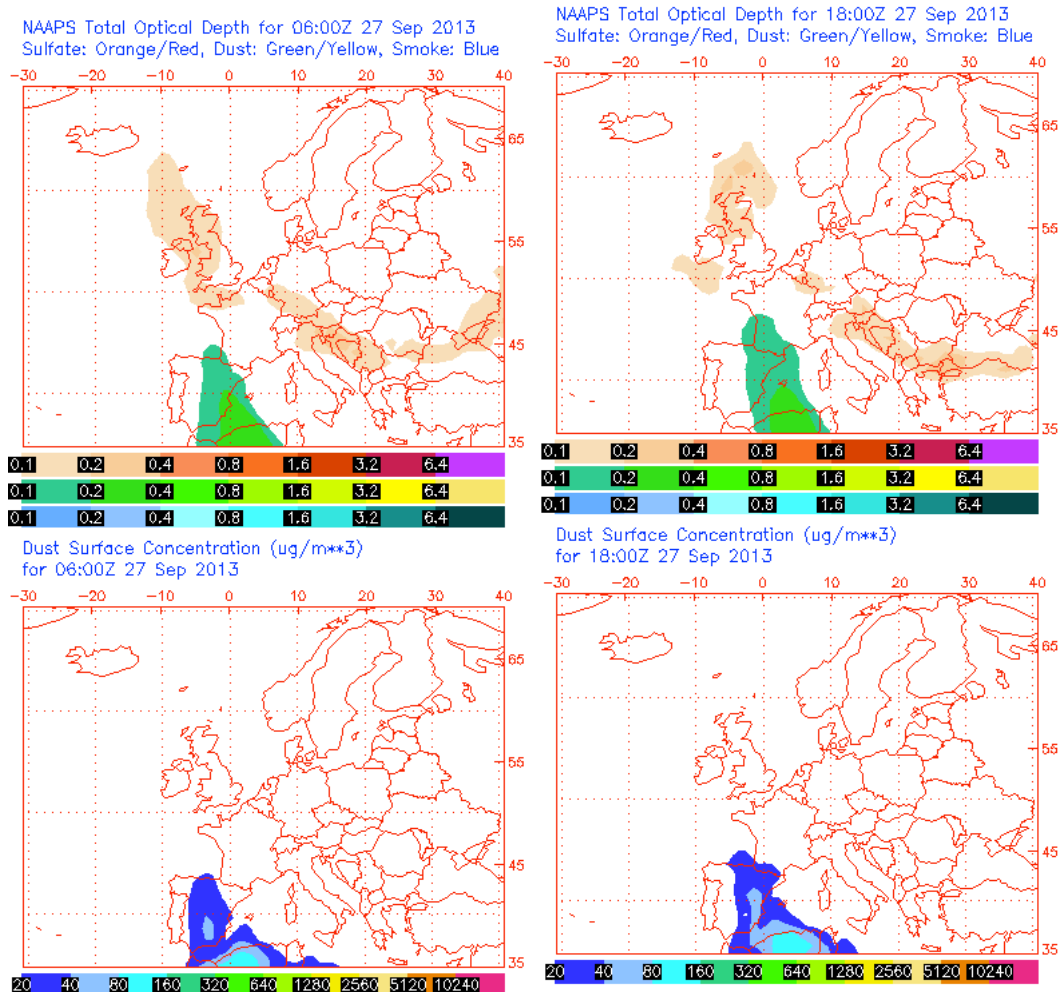 NAAPS Total Optical Depth for 06:00Z 27 Sep 2013
Sulfate: Orange/Red, Dust: Green/Yellow, Smoke: Blue
-30 -20 -10 0 10 20 30 40
65
55
45
35
0.1 0.2 0.4 0.8 1.6 3.2 6.4
0.1 0.2 0.4 0.8 1.6 3.2 6.4
0.1 0.2 0.4 0.8 1.6 3.2 6.4
NAAPS Total Optical Depth for 18:00Z 27 Sep 2013
Sulfate: Orange/Red, Dust: Green/Yellow, Smoke: Blue
-30 -20 -10 0 10 20 30 40
65
55
45
35
0.1 0.2 0.4 0.8 1.6 3.2 6.4
0.1 0.2 0.4 0.8 1.6 3.2 6.4
0.1 0.2 0.4 0.8 1.6 3.2 6.4
Dust Surface Concentration (ug/m**3)
for 06:00Z 27 Sep 2013
-30 -20 -10 0 10 20 30 40
65
55
45
35
20 40 80 160 320 640 1280 2560 5120 10240
Dust Surface Concentration (ug/m**3)
for 18:00Z 27 Sep 2013
-30 -20 -10 0 10 20 30 40
65
55
45
35
20 40 80 160 320 640 1280 2560 5120 10240